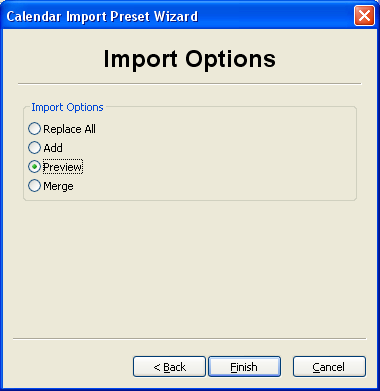 Calendar Import Preset Wizard
Import Options
Import Options
Replace All
Add
Preview
Merge
< Back
Finish
Cancel